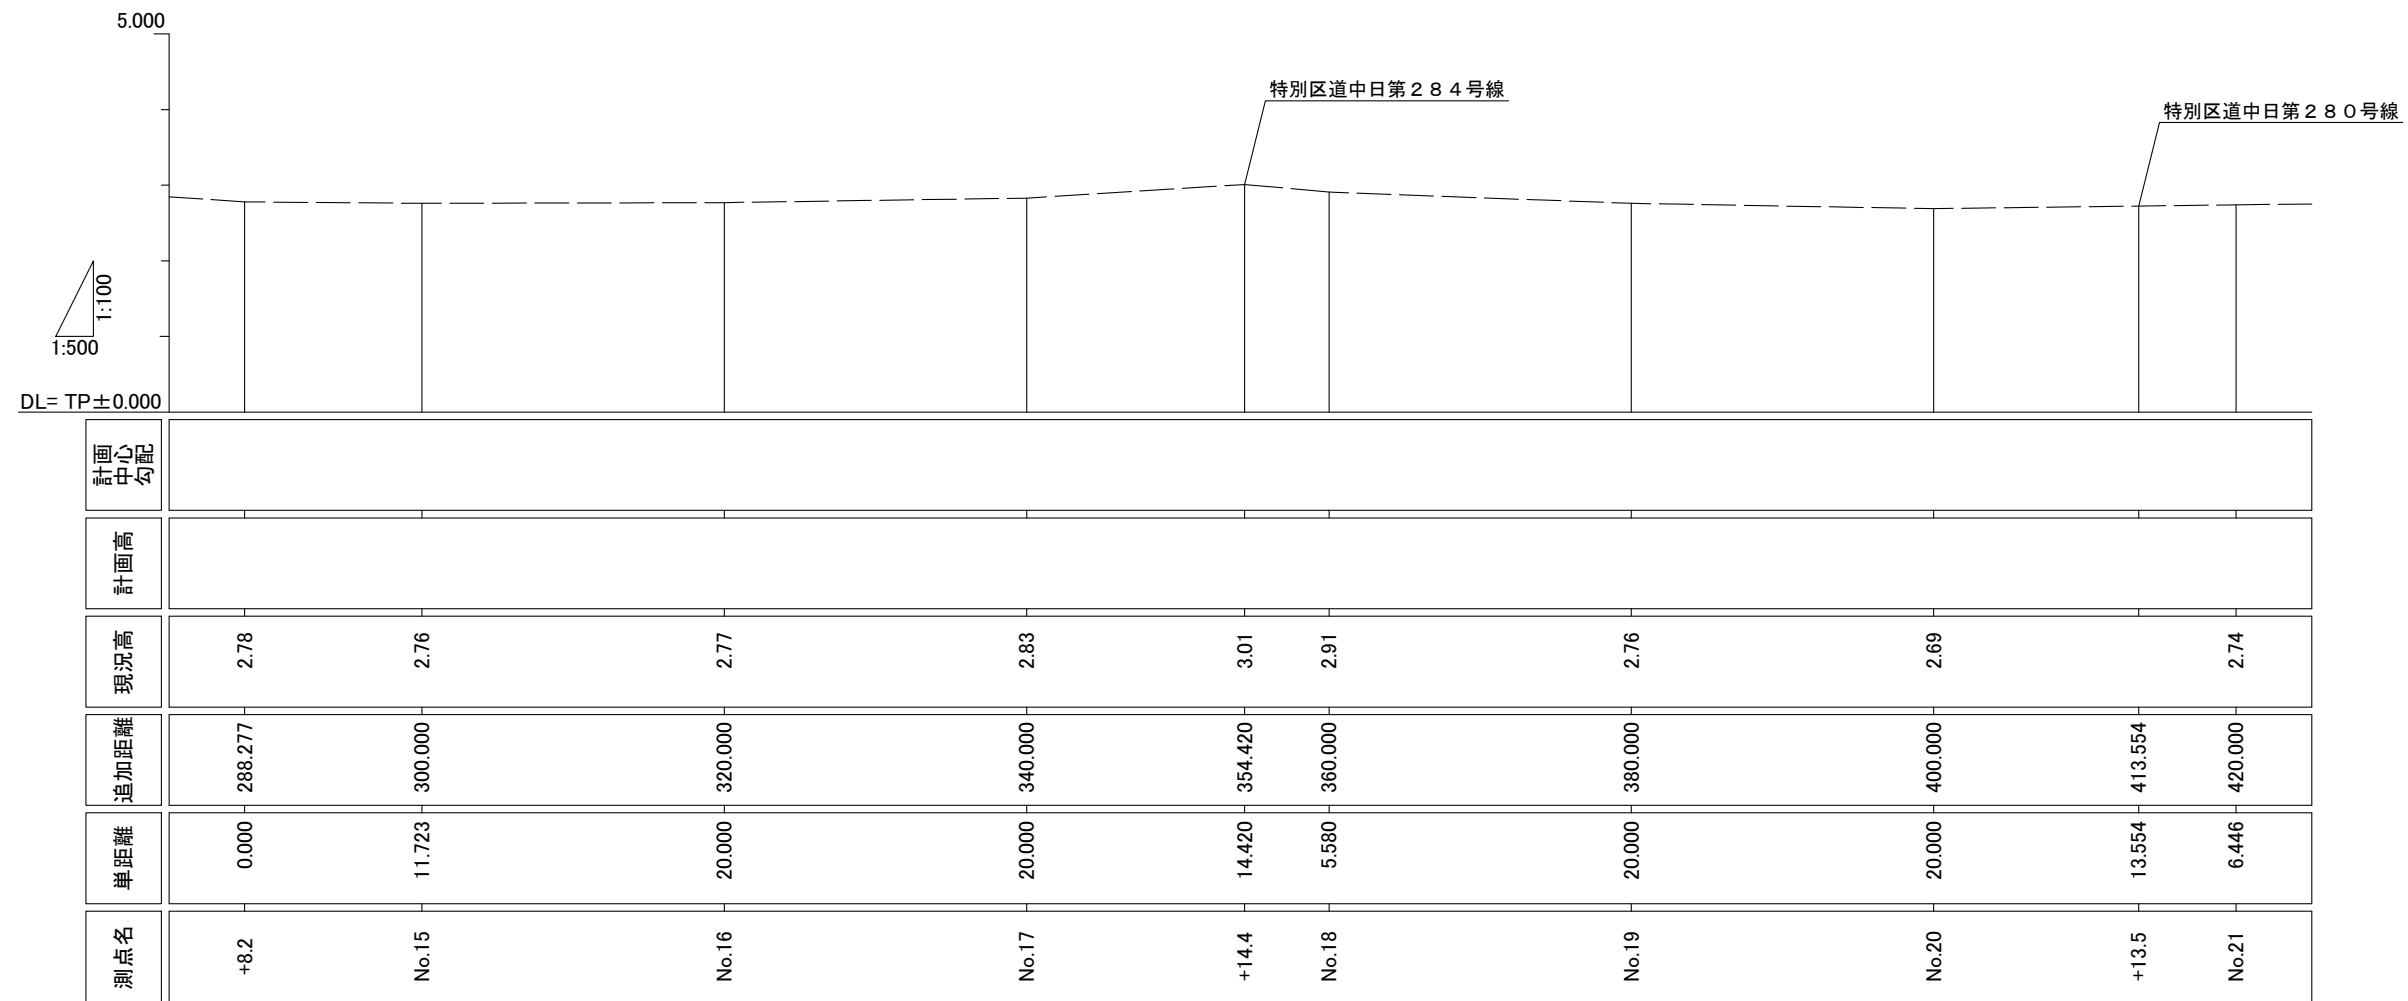 5.000
特別区道中日第２８４号線
特別区道中日第２８０号線
1:100
1:500
DL= TP±0.000
計画
中心
勾配
計画高
現況高 2.78 2.76 2.77 2.83 3.01 2.91 2.76 2.69 2.74
追加距離 288.277 300.000 320.000 340.000 354.420 360.000 380.000 400.000 413.554 420.000
単距離 0.000 11.723 20.000 20.000 14.420 5.580 20.000 20.000 13.554 6.446
測点名 +8.2 No.15 No.16 No.17 +14.4 No.18 No.19 No.20 +13.5 No.21